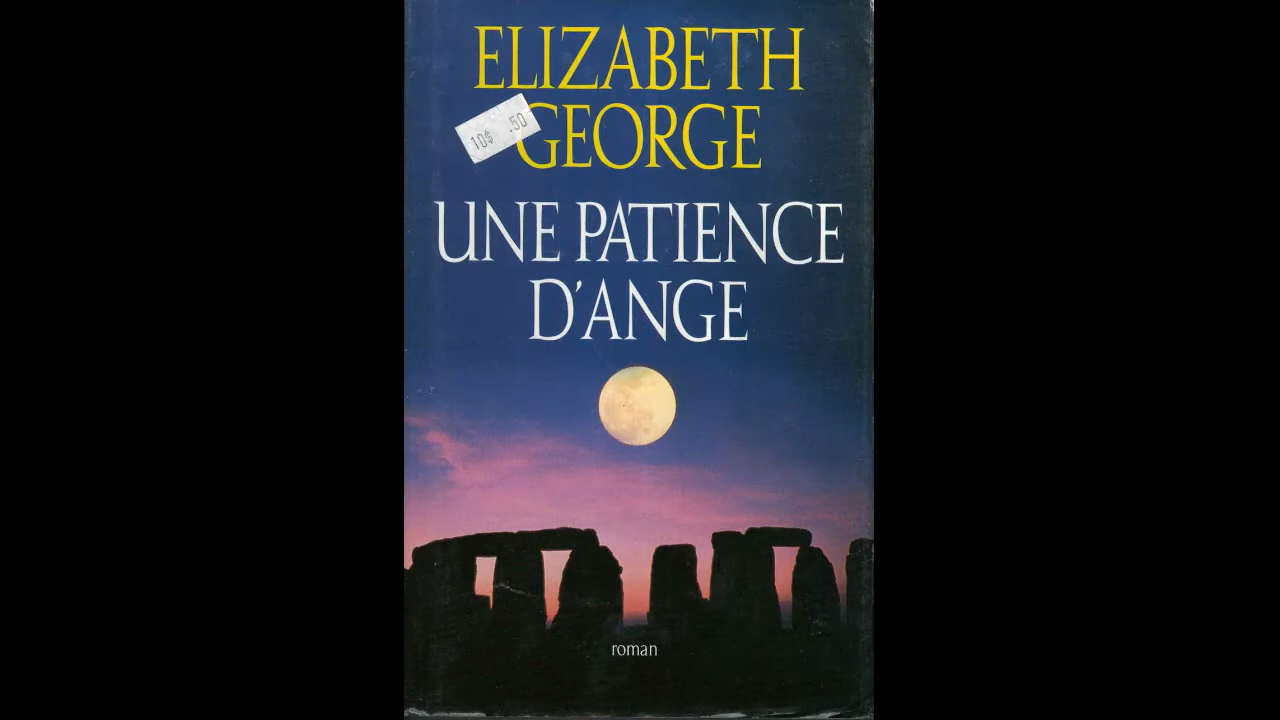 ELIZABETH
GEORGE
10$ .50
UNE PATIENCE
D'ANGE
roman